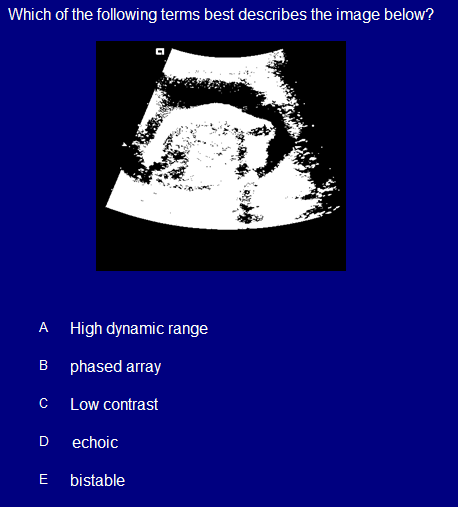 Which of the following terms best describes the image below?
A High dynamic range
B phased array
C Low contrast
D echoic
E bistable